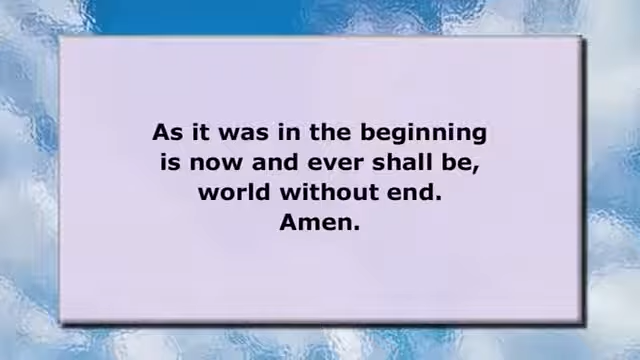 As it was in the beginning
is now and ever shall be,
world without end.
Amen.